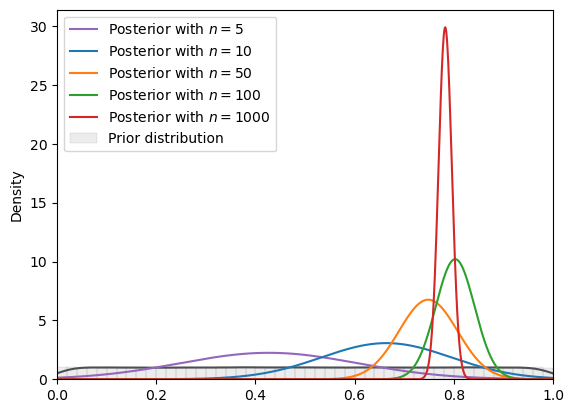 30
25
20
15
10
5
0
Density
Posterior with n = 5
Posterior with n = 10
Posterior with n = 50
Posterior with n = 100
Posterior with n = 1000
Prior distribution
0.0 0.2 0.4 0.6 0.8 1.0